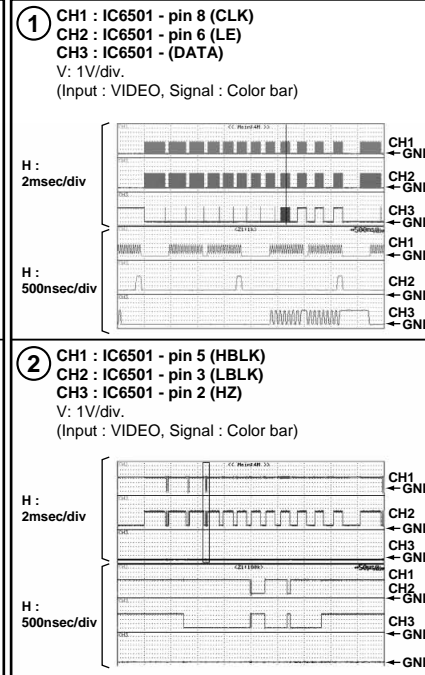 1
CH1 : IC6501 - pin 8 (CLK)
CH2 : IC6501 - pin 6 (LE)
CH3 : IC6501 - (DATA)
V: 1V/div.
(Input : VIDEO, Signal : Color bar)
<< Main:4M >>
CH1
GND
CH2
GND
CH3
GND
H :
2msec/div
CH1
GND
CH2
GND
CH3
GND
H :
500nsec/div
2
CH1 : IC6501 - pin 5 (HBLK)
CH2 : IC6501 - pin 3 (LBLK)
CH3 : IC6501 - pin 2 (HZ)
V: 1V/div.
(Input : VIDEO, Signal : Color bar)
<< Main:4M >>
CH1
GND
CH2
GND
CH3
GND
H :
2msec/div
CH1
CH2
GND
CH3
GND
GND
H :
500nsec/div